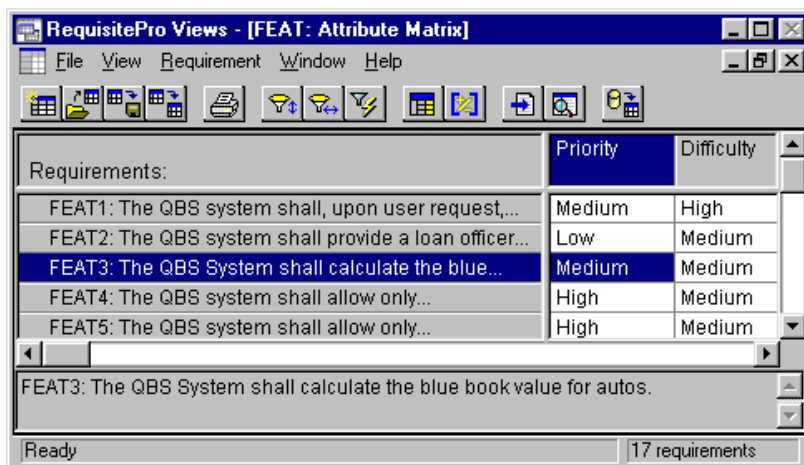 RequisitePro Views - [FEAT: Attribute Matrix]
File View Requirement Window Help
Requirements: Priority Difficulty
FEAT1: The QBS system shall, upon user request,... Medium High
FEAT2: The QBS system shall provide a loan officer... Low Medium
FEAT3: The QBS System shall calculate the blue... Medium Medium
FEAT4: The QBS system shall allow only... High Medium
FEAT5: The QBS system shall allow only... High Medium
FEAT3: The QBS System shall calculate the blue book value for autos.
Ready 17 requirements